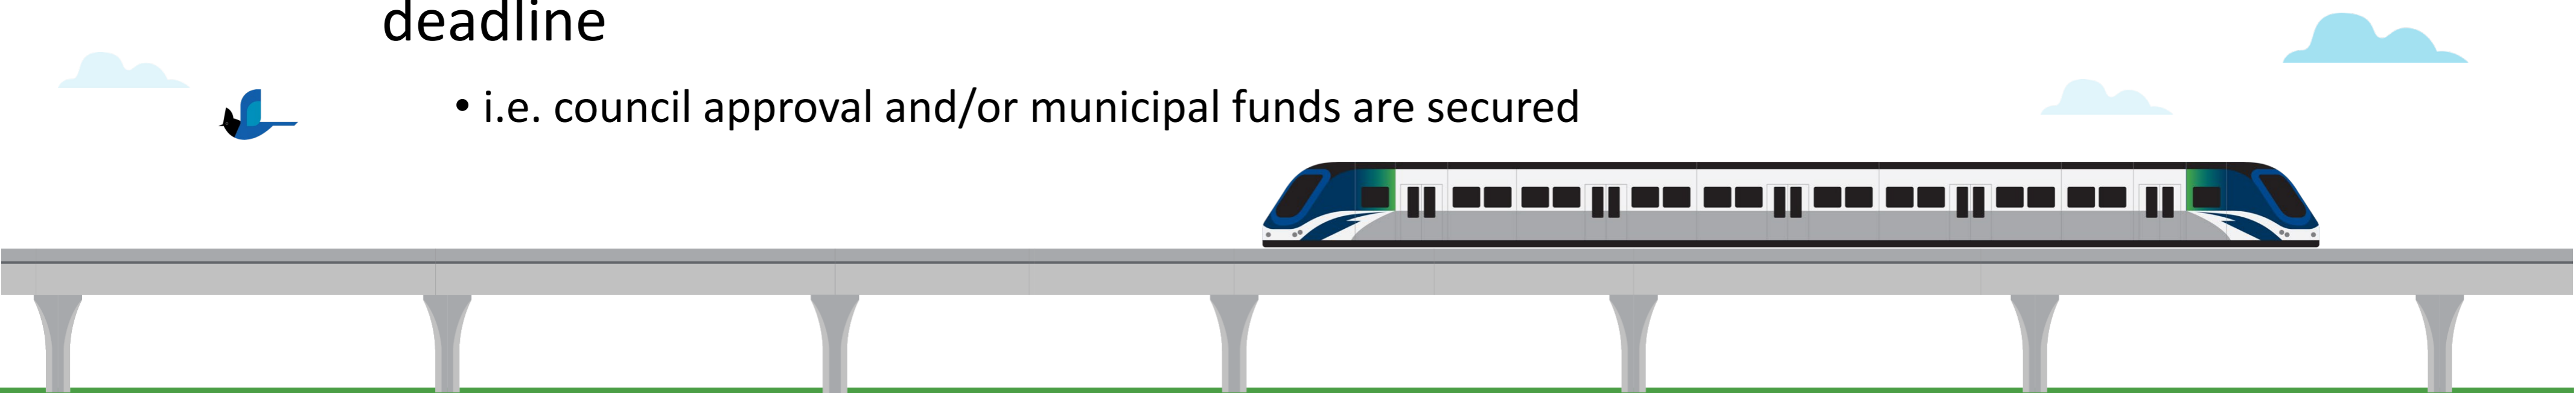 deadline
• i.e. council approval and/or municipal funds are secured